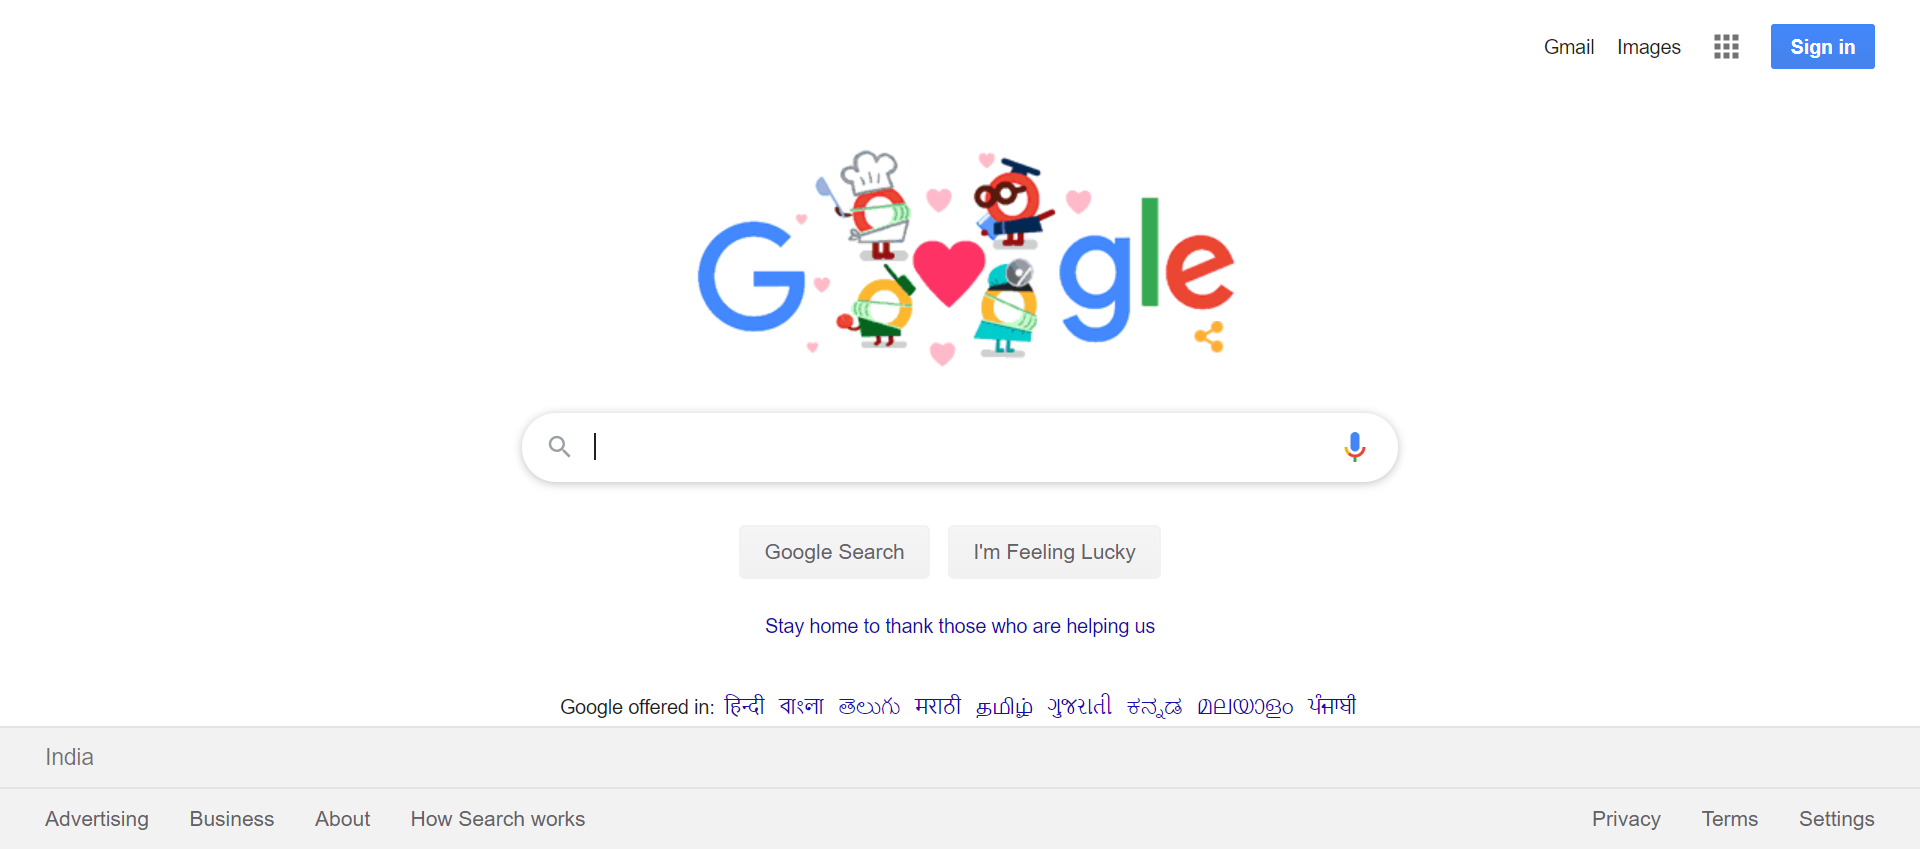 Gmail Images Sign in
Google
Google Search I'm Feeling Lucky
Stay home to thank those who are helping us
Google offered in: हिन्दी বাংলা తెలుగు मराठी தமிழ் ગુજરાતી ಕನ್ನಡ മലയാളം ਪੰਜਾਬੀ
India
Advertising Business About How Search works Privacy Terms Settings